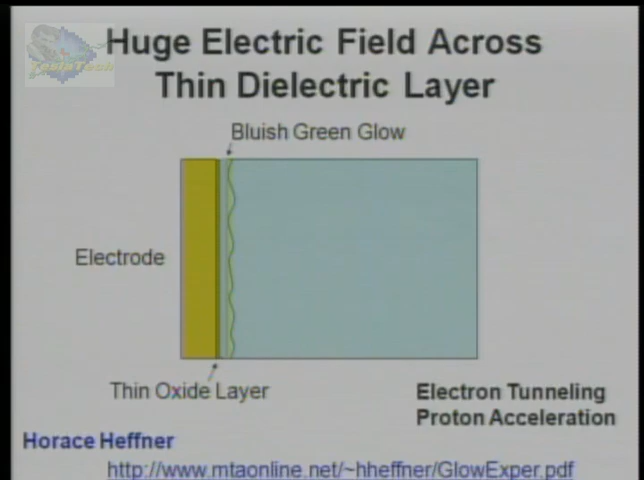 TeslaTech
Huge Electric Field Across
Thin Dielectric Layer
Bluish Green Glow
Electrode
Thin Oxide Layer
Electron Tunneling
Proton Acceleration
Horace Heffner
http://www.mtaonline.net/~hheffner/GlowExper.pdf